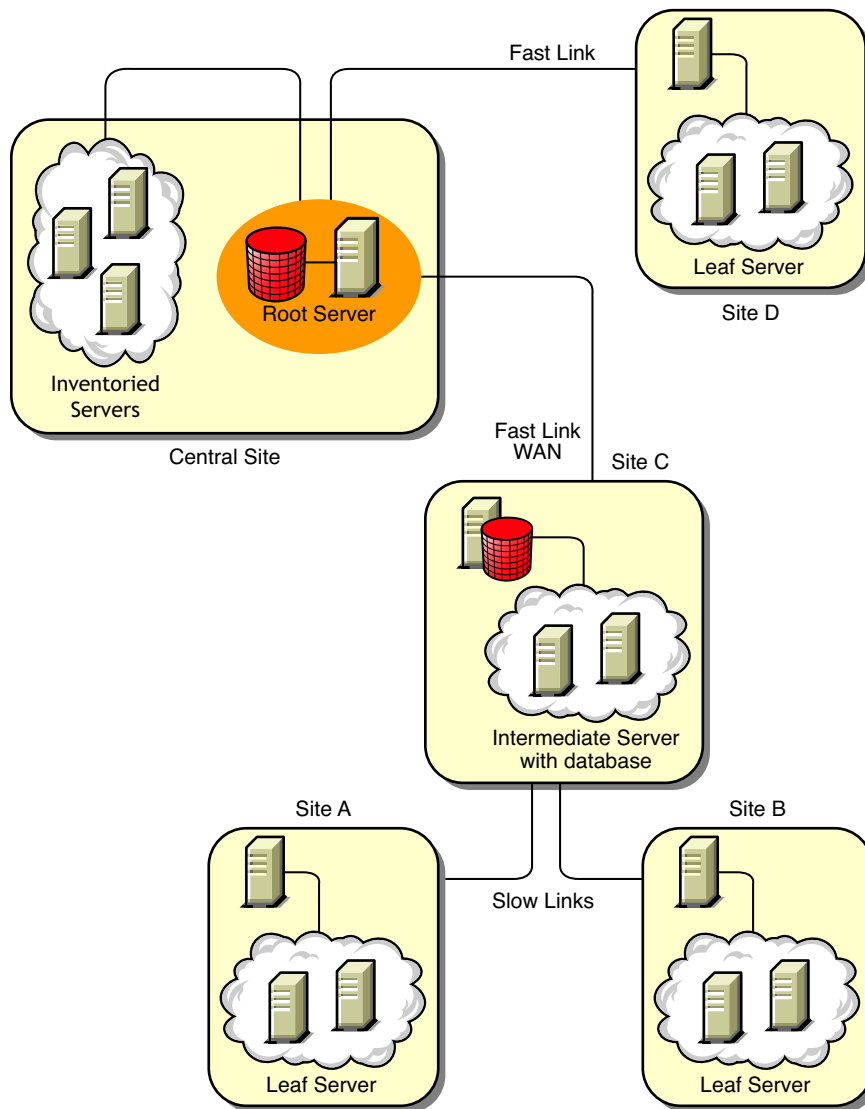 Fast Link
Leaf Server
Site D
Root Server
Inventoried
Servers
Central Site
Fast Link
WAN
Site C
Intermediate Server
with database
Site A
Site B
Slow Links
Leaf Server
Leaf Server